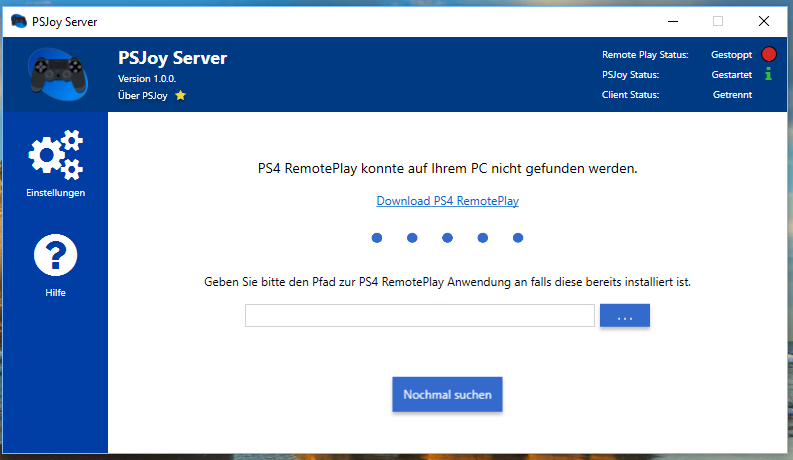 PSJoy Server
PSJoy Server
Version 1.0.0.
Über PSJoy
Remote Play Status: Gestoppt
PSJoy Status: Gestartet
Client Status: Getrennt
Einstellungen
Hilfe
PS4 RemotePlay konnte auf Ihrem PC nicht gefunden werden.
Download PS4 RemotePlay
Geben Sie bitte den Pfad zur PS4 RemotePlay Anwendung an falls diese bereits installiert ist.
...
Nochmal suchen